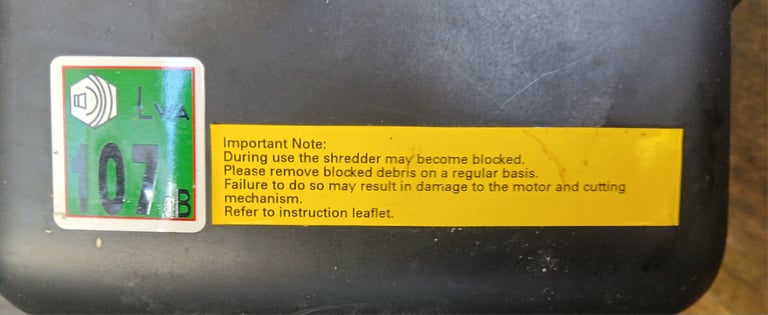 LWA
107
B
Important Note:
During use the shredder may become blocked.
Please remove blocked debris on a regular basis.
Failure to do so may result in damage to the motor and cutting
mechanism.
Refer to instruction leaflet.